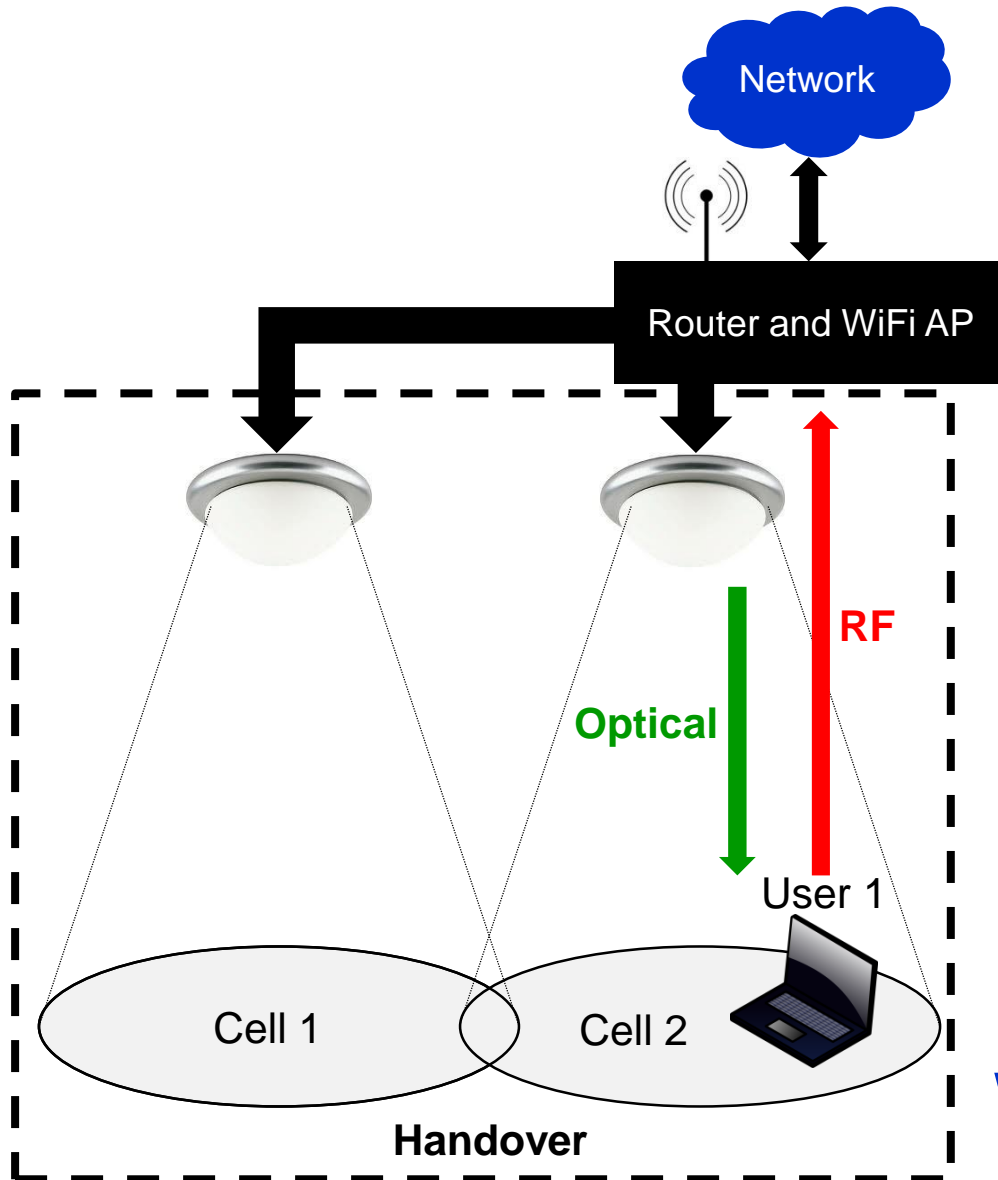 Network
Router and WiFi AP
RF
Optical
User 1
Cell 1
Cell 2
Handover